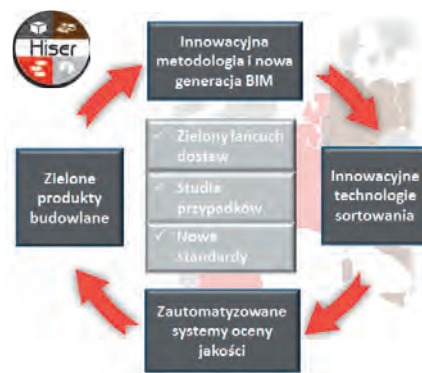 Hiser
Innowacyjna
metodologia i nowa
generacja BIM
Zielony łańcuch
dostaw
Studia
przypadków
Nowe
standardy
Zielone
produkty
budowlane
Innowacyjne
technologie
sortowania
Zautomatyzowane
systemy oceny
jakości